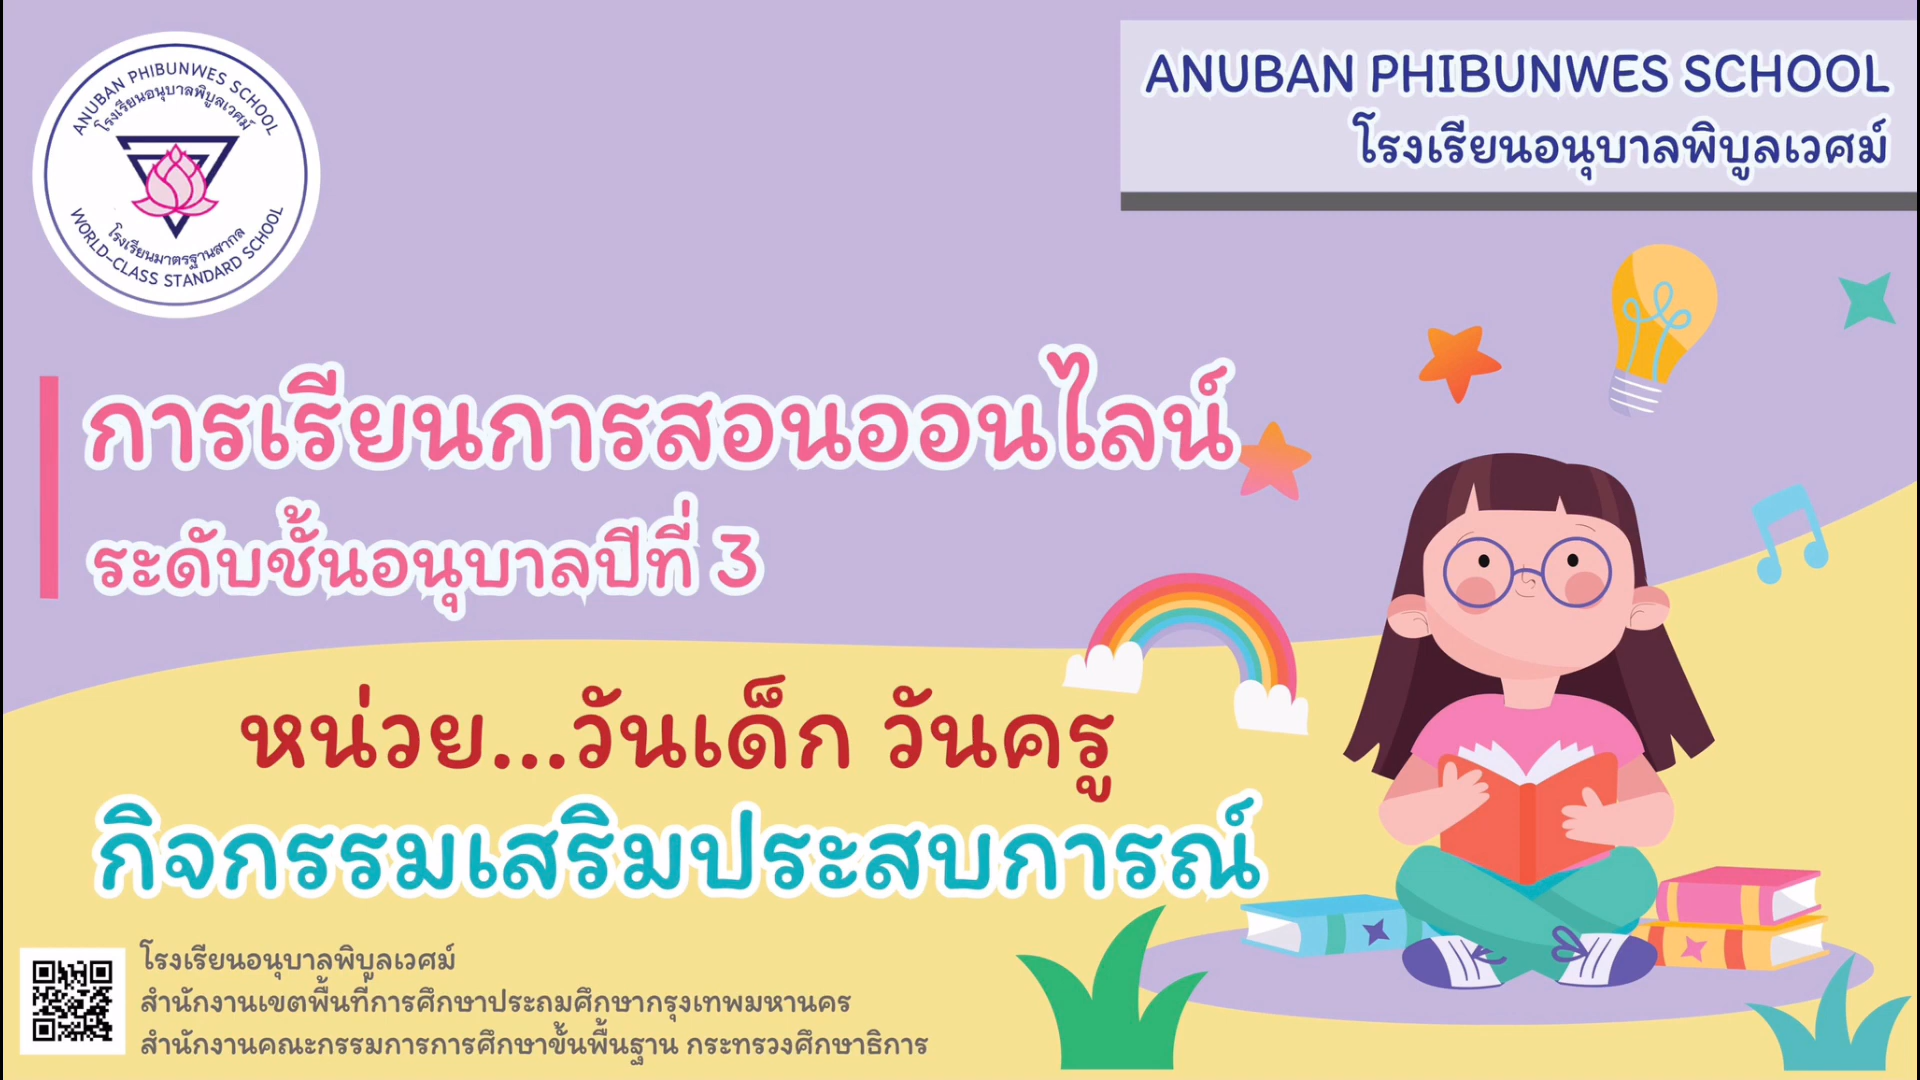 ANUBAN PHIBUNWES SCHOOL
โรงเรียนอนุบาลพิบูลเวศม์
โรงเรียนมาตรฐานสากล
WORLD-CLASS STANDARD SCHOOL
ANUBAN PHIBUNWES SCHOOL
โรงเรียนอนุบาลพิบูลเวศม์
การเรียนการสอนออนไลน์
ระดับชั้นอนุบาลปีที่ 3
หน่วย...วันเด็ก วันครู
กิจกรรมเสริมประสบการณ์
โรงเรียนอนุบาลพิบูลเวศม์
สำนักงานเขตพื้นที่การศึกษาประถมศึกษากรุงเทพมหานคร
สำนักงานคณะกรรมการการศึกษาขั้นพื้นฐาน กระทรวงศึกษาธิการ